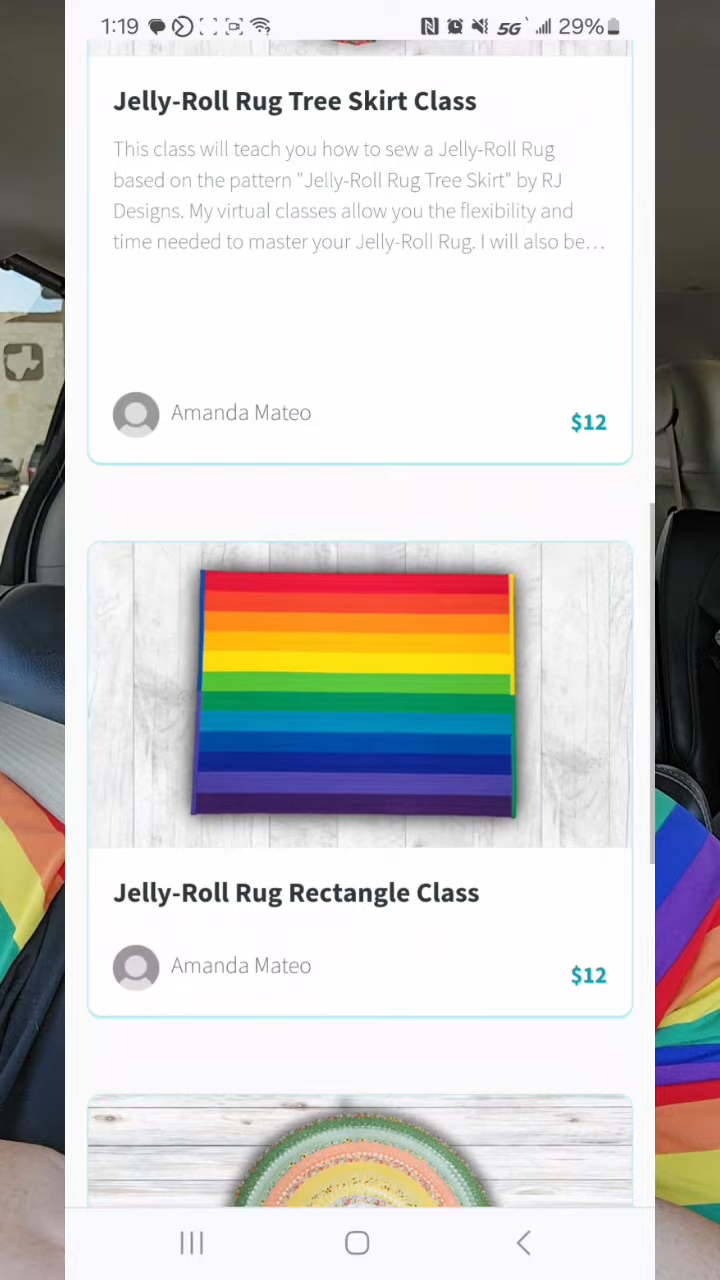 1:19 5G 29%
Jelly-Roll Rug Tree Skirt Class
This class will teach you how to sew a Jelly-Roll Rug
based on the pattern "Jelly-Roll Rug Tree Skirt" by RJ
Designs. My virtual classes allow you the flexibility and
time needed to master your Jelly-Roll Rug. I will also be...
Amanda Mateo
$12
Jelly-Roll Rug Rectangle Class
Amanda Mateo
$12